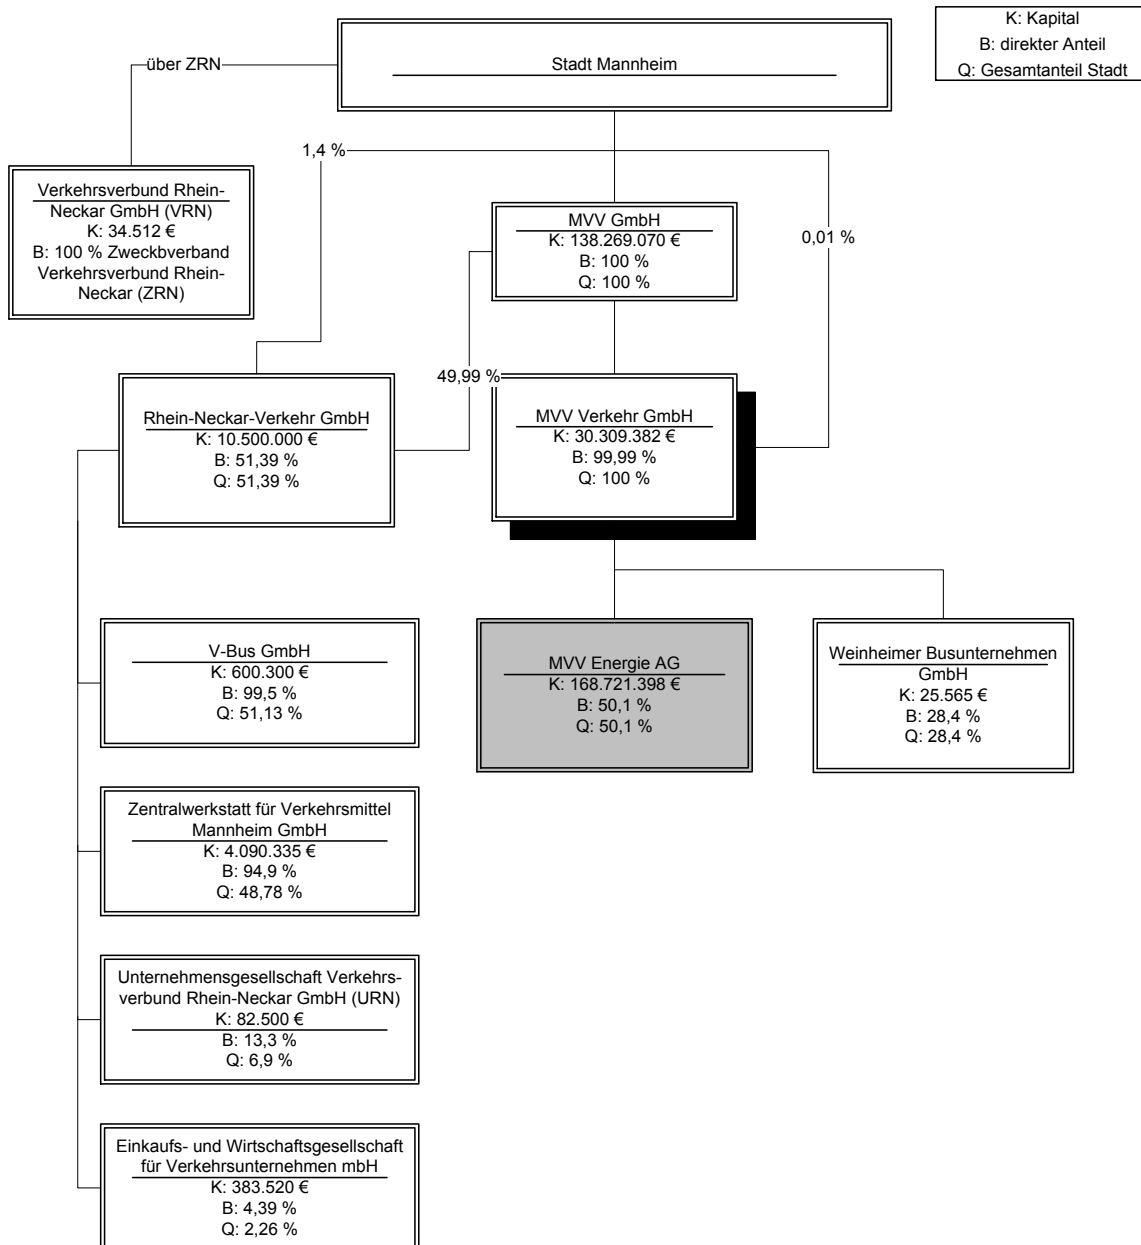 K: Kapital
B: direkter Anteil
Q: Gesamtanteil Stadt
Stadt Mannheim
über ZRN
1,4 %
0,01 %
Verkehrsverbund Rhein-
Neckar GmbH (VRN)
K: 34.512 €
B: 100 % Zweckbverband
Verkehrsverbund Rhein-
Neckar (ZRN)
MVV GmbH
K: 138.269.070 €
B: 100 %
Q: 100 %
49,99 %
Rhein-Neckar-Verkehr GmbH
K: 10.500.000 €
B: 51,39 %
Q: 51,39 %
MVV Verkehr GmbH
K: 30.309.382 €
B: 99,99 %
Q: 100 %
V-Bus GmbH
K: 600.300 €
B: 99,5 %
Q: 51,13 %
MVV Energie AG
K: 168.721.398 €
B: 50,1 %
Q: 50,1 %
Weinheimer Busunternehmen
GmbH
K: 25.565 €
B: 28,4 %
Q: 28,4 %
Zentralwerkstatt für Verkehrsmittel
Mannheim GmbH
K: 4.090.335 €
B: 94,9 %
Q: 48,78 %
Unternehmensgesellschaft Verkehrs-
verbund Rhein-Neckar GmbH (URN)
K: 82.500 €
B: 13,3 %
Q: 6,9 %
Einkaufs- und Wirtschaftsgesellschaft
für Verkehrsunternehmen mbH
K: 383.520 €
B: 4,39 %
Q: 2,26 %